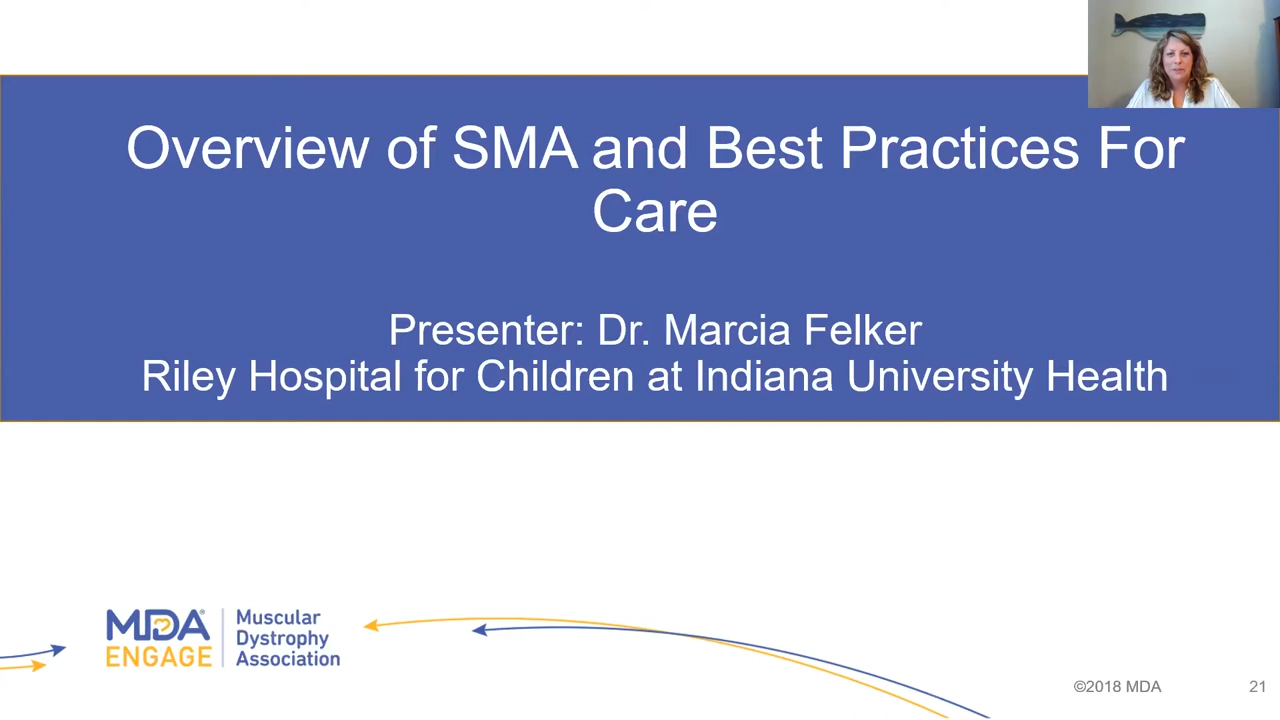 Overview of SMA and Best Practices For
Care
Presenter: Dr. Marcia Felker
Riley Hospital for Children at Indiana University Health
MDA®
ENGAGE
Muscular
Dystrophy
Association
©2018 MDA
21